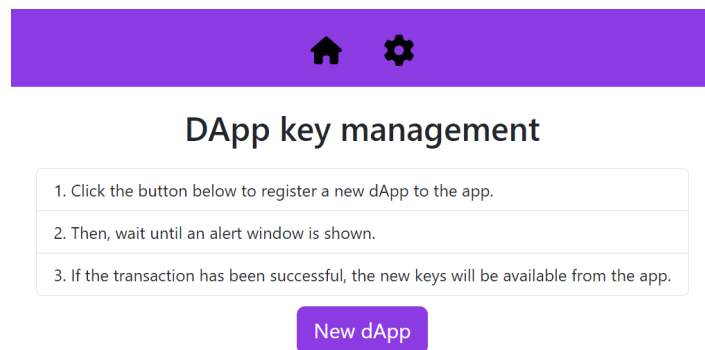 DApp key management
1. Click the button below to register a new dApp to the app.
2. Then, wait until an alert window is shown.
3. If the transaction has been successful, the new keys will be available from the app.
New dApp